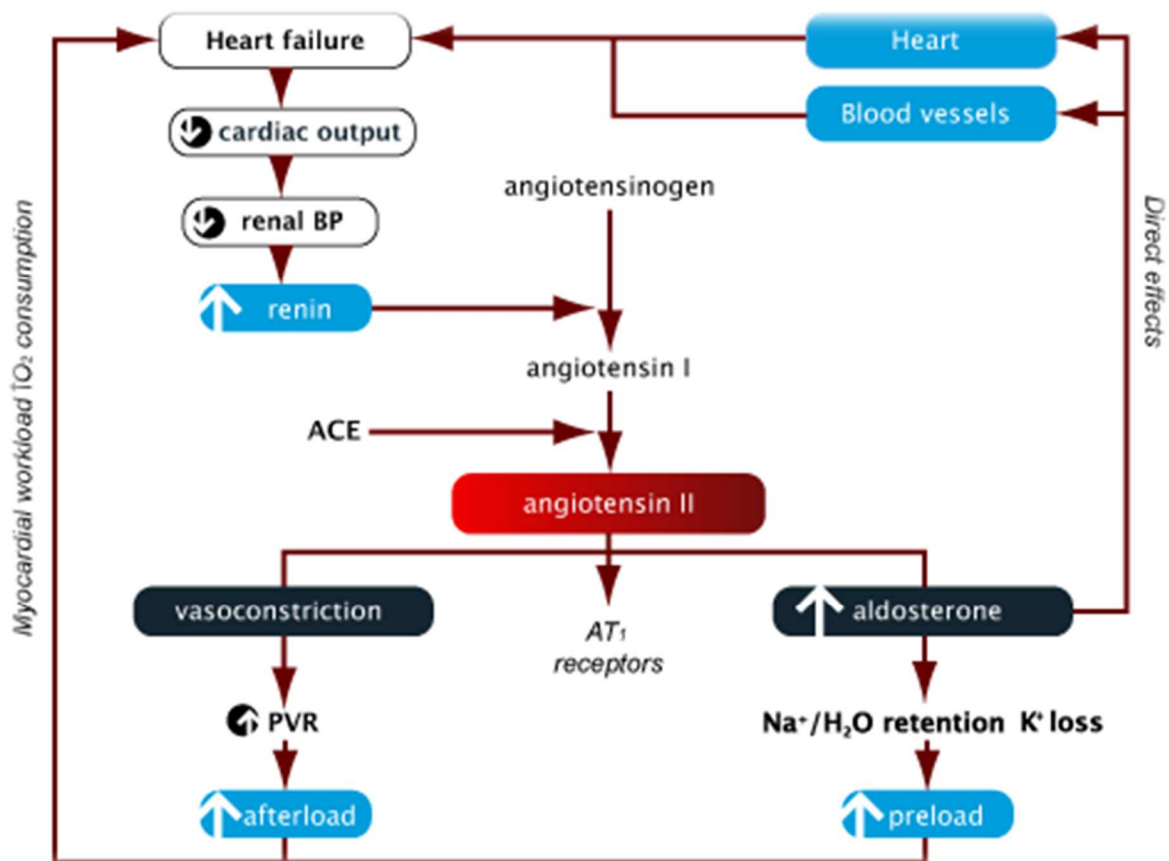 Heart failure
Heart
cardiac output
Blood vessels
angiotensinogen
renal BP
renin
angiotensin I
ACE
angiotensin II
vasoconstriction
AT₁
receptors
aldosterone
PVR
Na⁺/H₂O retention K⁺ loss
afterload
preload
Myocardial workload ↑O₂ consumption
Direct effects